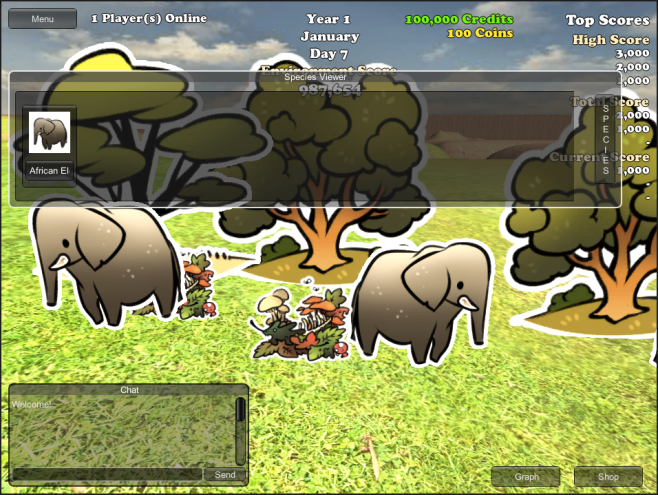 Menu
1 Player(s) Online
Year 1
January
Day 7
100,000 Credits
100 Coins
Top Scores
High Score
3,000
2,000
1,000
Environment Score
987,654
Species Viewer
African El
SPECIES
Total Score
2,000
1,000
-
Current Score
1,000
-
-
Chat
Welcome!
Send
Graph
Shop